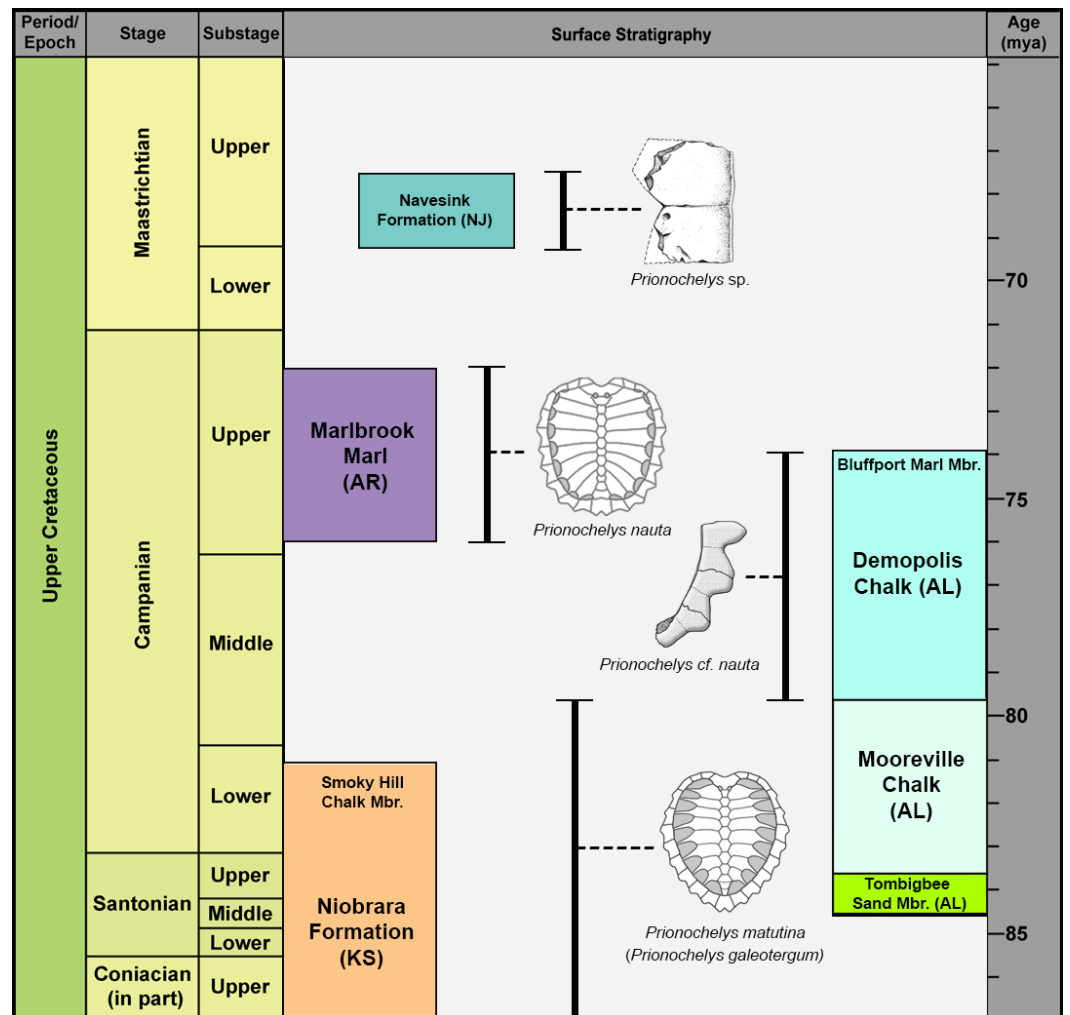 Period/
Epoch
Stage
Substage
Surface Stratigraphy
Age
(mya)
Upper Cretaceous
Maastrichtian
Upper
Lower
Campanian
Upper
Middle
Lower
Santonian
Upper
Middle
Lower
Coniacian
(in part)
Upper
Navesink
Formation (NJ)
Prionochelys sp.
Marlbrook
Marl
(AR)
Prionochelys nauta
Bluffport Marl Mbr.
Demopolis
Chalk (AL)
Prionochelys cf. nauta
Smoky Hill
Chalk Mbr.
Niobrara
Formation
(KS)
Prionochelys matutina
(Prionochelys galeotergum)
Mooreville
Chalk
(AL)
Tombigbee
Sand Mbr. (AL)
70
75
80
85